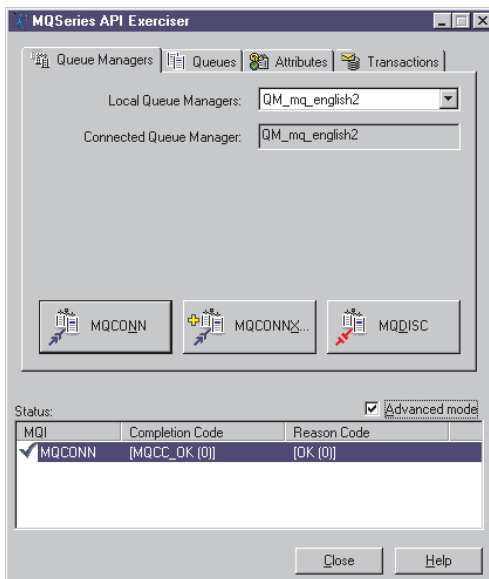 MQSeries API Exerciser
Queue Managers Queues Attributes Transactions
Local Queue Managers: QM_mq_english2
Connected Queue Manager: QM_mq_english2
MQCONN MQCONNX... MQDISC
Status: Advanced mode
MQI Completion Code Reason Code
MQCONN [MQCC_OK (0)] [OK (0)]
Close Help